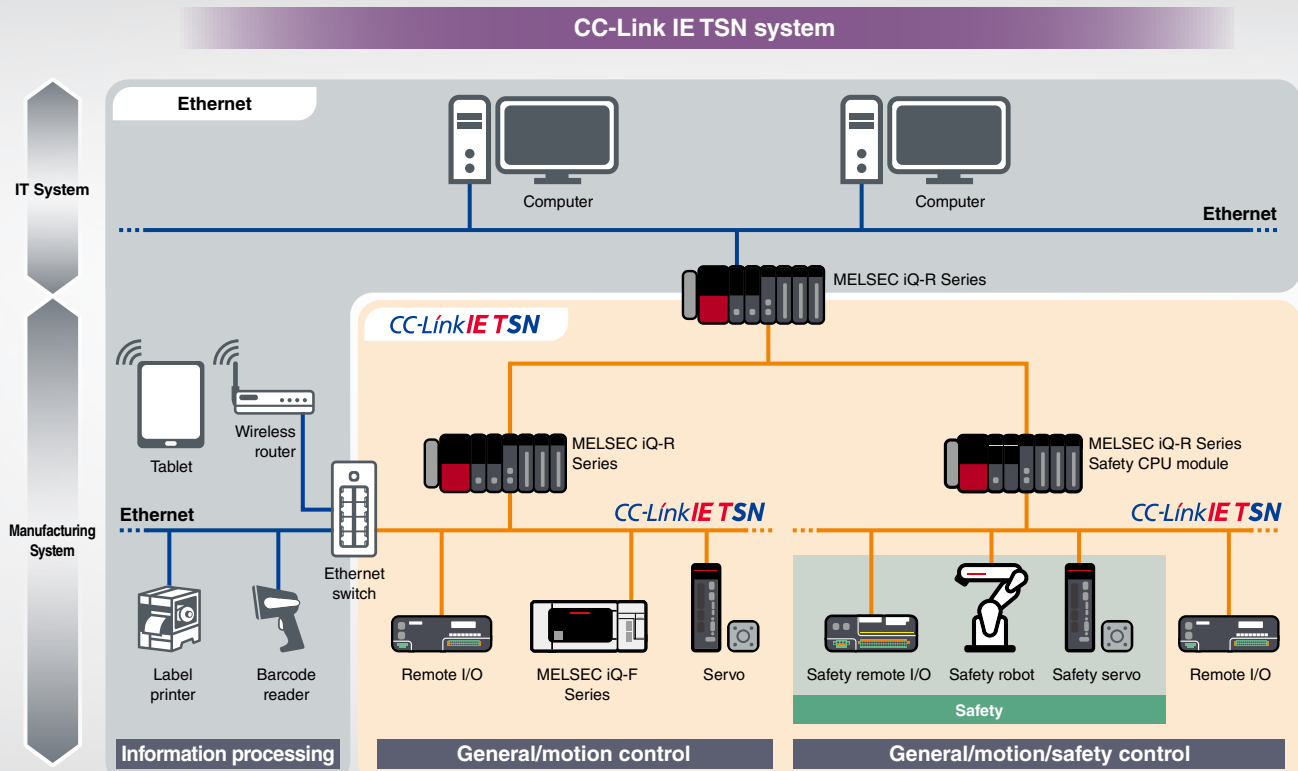 CC-Link IE TSN system
Ethernet
IT System
Computer
Computer
Ethernet
MELSEC iQ-R Series
CC-Link IE TSN
Tablet
Wireless
router
MELSEC iQ-R
Series
MELSEC iQ-R Series
Safety CPU module
Manufacturing
System
Ethernet
CC-Link IE TSN
CC-Link IE TSN
Ethernet
switch
Label
printer
Barcode
reader
Remote I/O
MELSEC iQ-F
Series
Servo
Safety remote I/O
Safety robot
Safety servo
Remote I/O
Safety
Information processing
General/motion control
General/motion/safety control